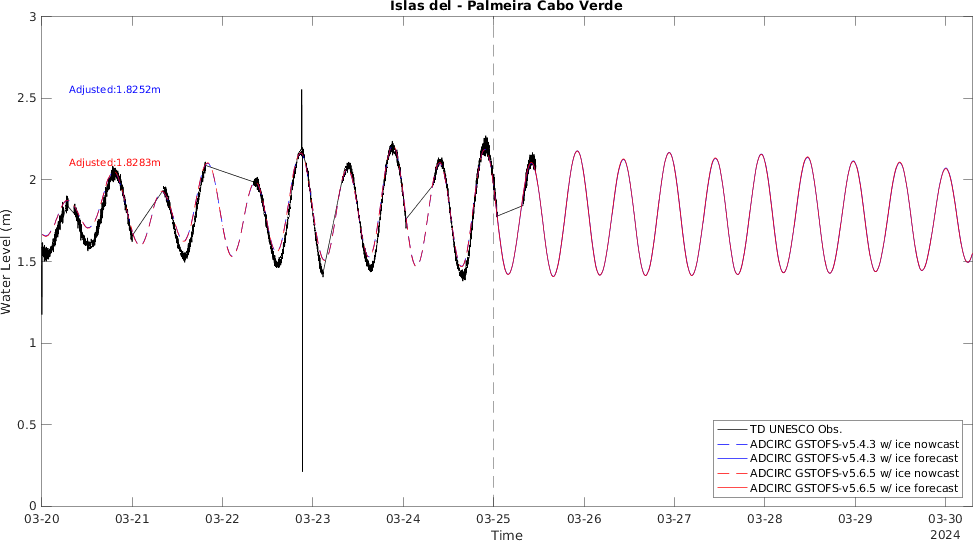 Islas del - Palmeira Cabo Verde
3
2.5
2
1.5
1
0.5
0
Water Level (m)
Adjusted:1.8252m
Adjusted:1.8283m
TD UNESCO Obs.
ADCIRC GSTOFS-v5.4.3 w/ ice nowcast
ADCIRC GSTOFS-v5.4.3 w/ ice forecast
ADCIRC GSTOFS-v5.6.5 w/ ice nowcast
ADCIRC GSTOFS-v5.6.5 w/ ice forecast
03-20 03-21 03-22 03-23 03-24 03-25 03-26 03-27 03-28 03-29 03-30
Time
2024